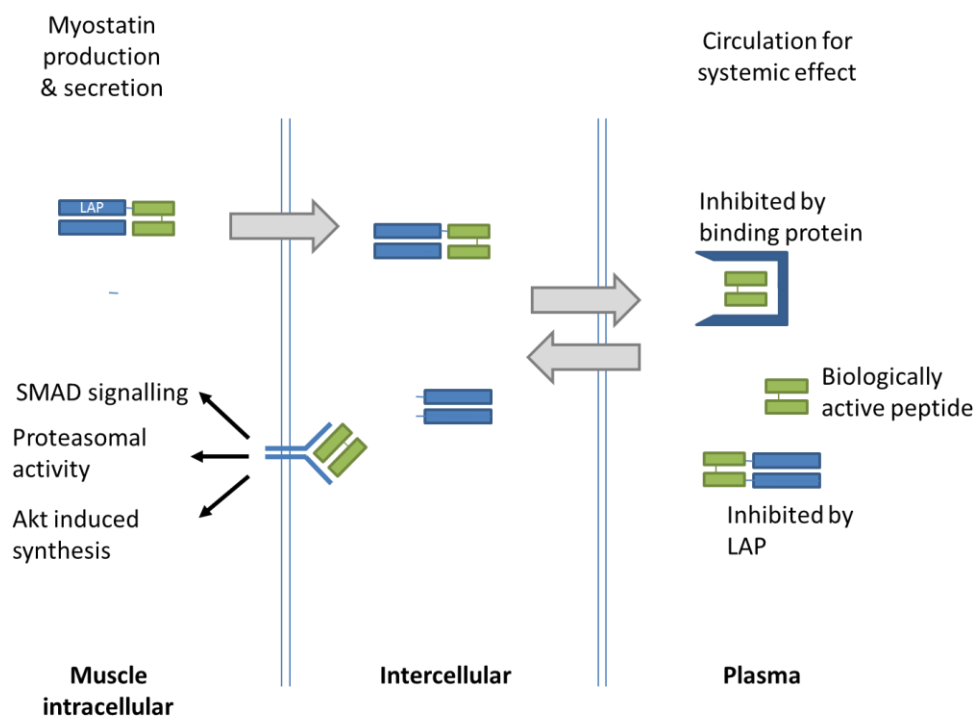 Myostatin
production
& secretion
Circulation for
systemic effect
LAP
Inhibited by
binding protein
SMAD signalling
Proteasomal
activity
Akt induced
synthesis
Biologically
active peptide
Inhibited by
LAP
Muscle
intracellular
Intercellular
Plasma